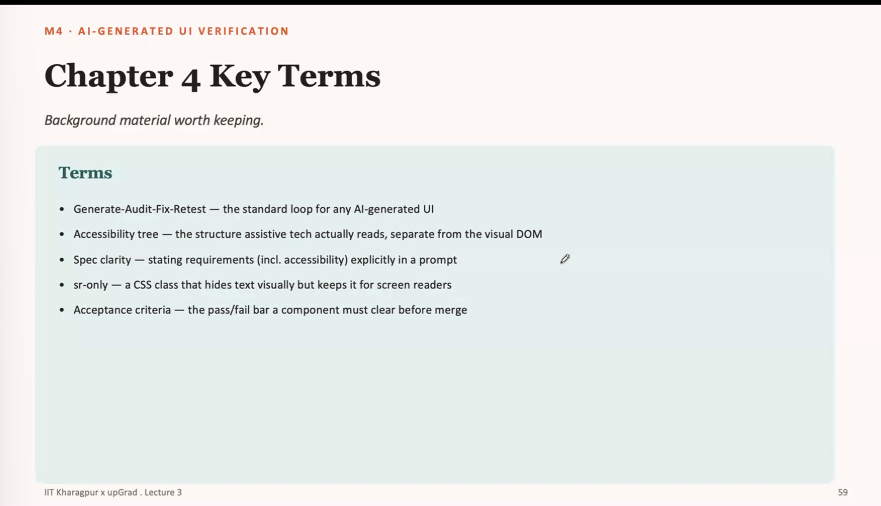 M4 · AI-GENERATED UI VERIFICATION
Chapter 4 Key Terms
Background material worth keeping.
Terms
• Generate-Audit-Fix-Retest — the standard loop for any AI-generated UI
• Accessibility tree — the structure assistive tech actually reads, separate from the visual DOM
• Spec clarity — stating requirements (incl. accessibility) explicitly in a prompt
• sr-only — a CSS class that hides text visually but keeps it for screen readers
• Acceptance criteria — the pass/fail bar a component must clear before merge
IIT Kharagpur x upGrad . Lecture 3
59